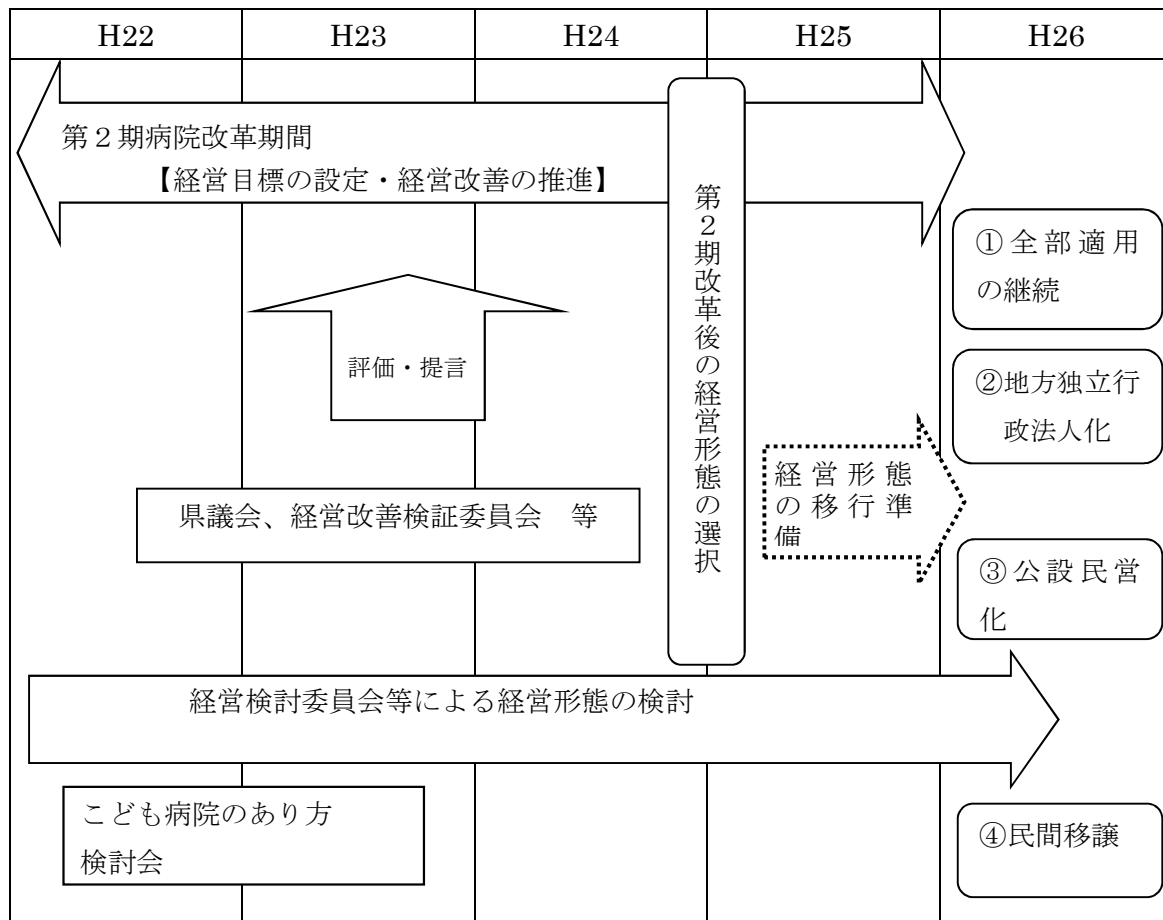 H22
H23
H24
H25
H26
第２期病院改革期間
【経営目標の設定・経営改善の推進】
第２期改革後の経営形態の選択
①全部適用
の継続
評価・提言
②地方独立行
政法人化
経営形態
の移行準
備
県議会、経営改善検証委員会　等
③公設民営
化
経営検討委員会等による経営形態の検討
こども病院のあり方
検討会
④民間移譲